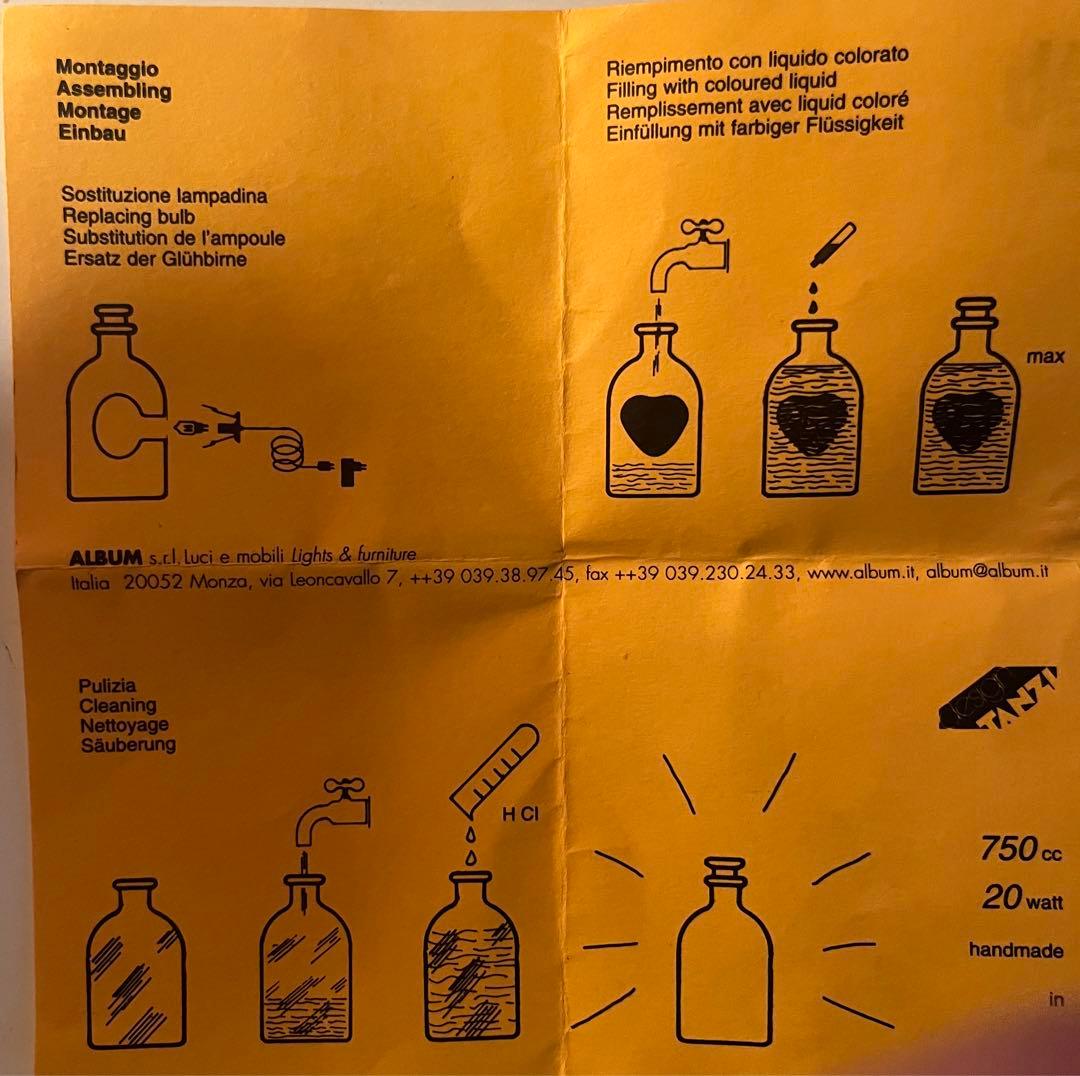 Montaggio
Assembling
Montage
Einbau
Sostituzione lampadina
Replacing bulb
Substitution de l'ampoule
Ersatz der Glühbirne
Riempimento con liquido colorato
Filling with coloured liquid
Remplissement avec liquid coloré
Einfüllung mit farbiger Flüssigkeit
max
ALBUM s.r.l. Luci e mobili Lights & furniture
Italia 20052 Monza, via Leoncavallo 7, ++39 039.38.97.45, fax ++39 039.230.24.33, www.album.it, album@album.it
Pulizia
Cleaning
Nettoyage
Säuberung
H Cl
TANZI
750 cc
20 watt
handmade
in